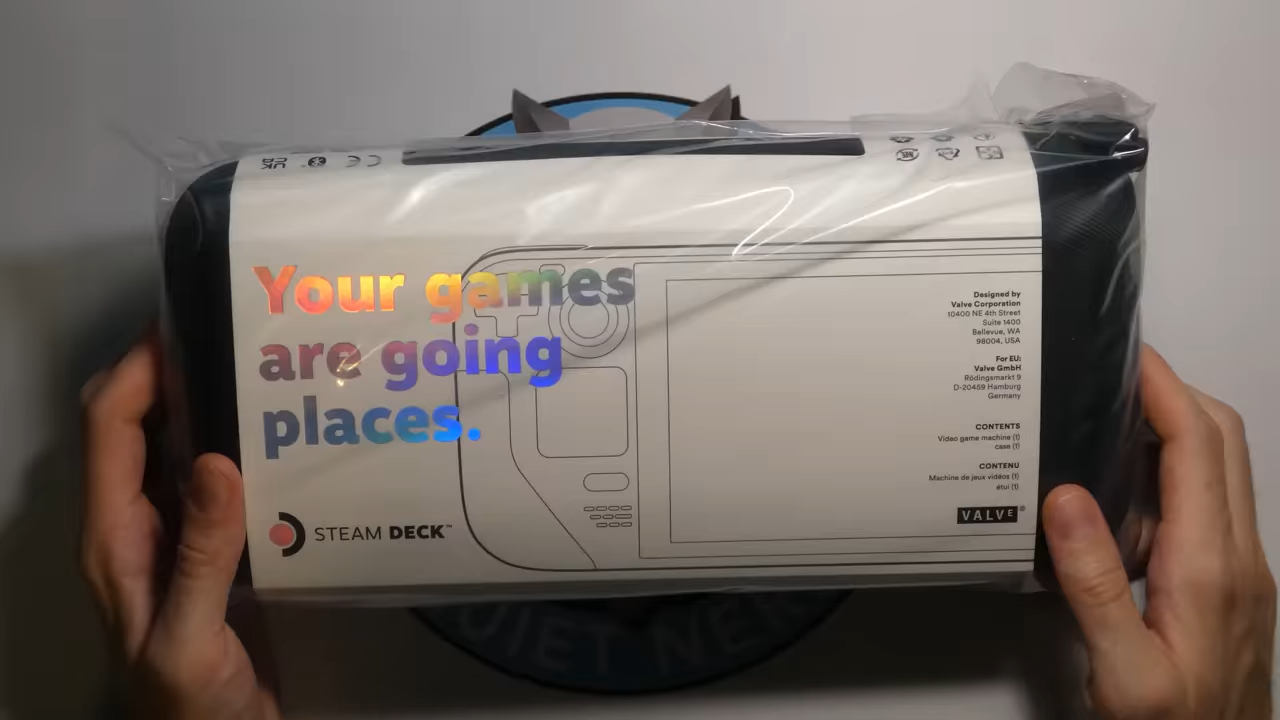 Your games
are going
places.
STEAM DECK™
Designed by
Valve Corporation
10400 NE 4th Street
Suite 1400
Bellevue, WA
98004, USA
For EU:
Valve GmbH
Rödingsmarkt 9
D-20459 Hamburg
Germany
CONTENTS
Video game machine (1)
case (1)
CONTENU
Machine de jeux vidéos (1)
étui (1)
VALVE®